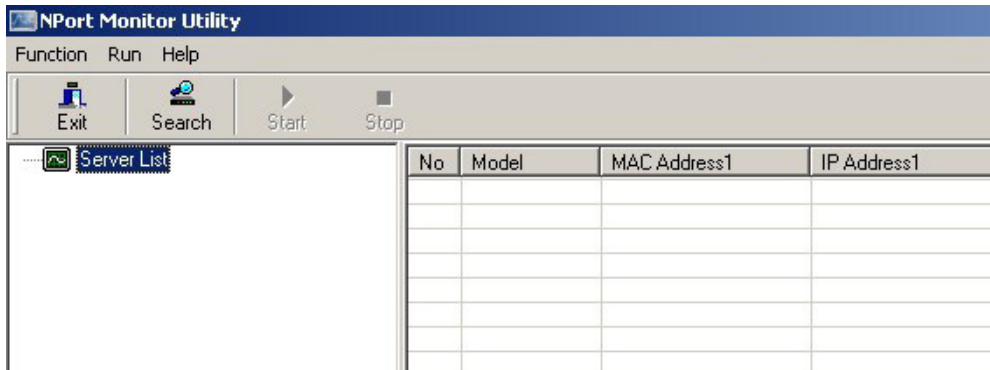 NPort Monitor Utility
Function Run Help
Exit Search Start Stop
Server List
No Model MAC Address1 IP Address1